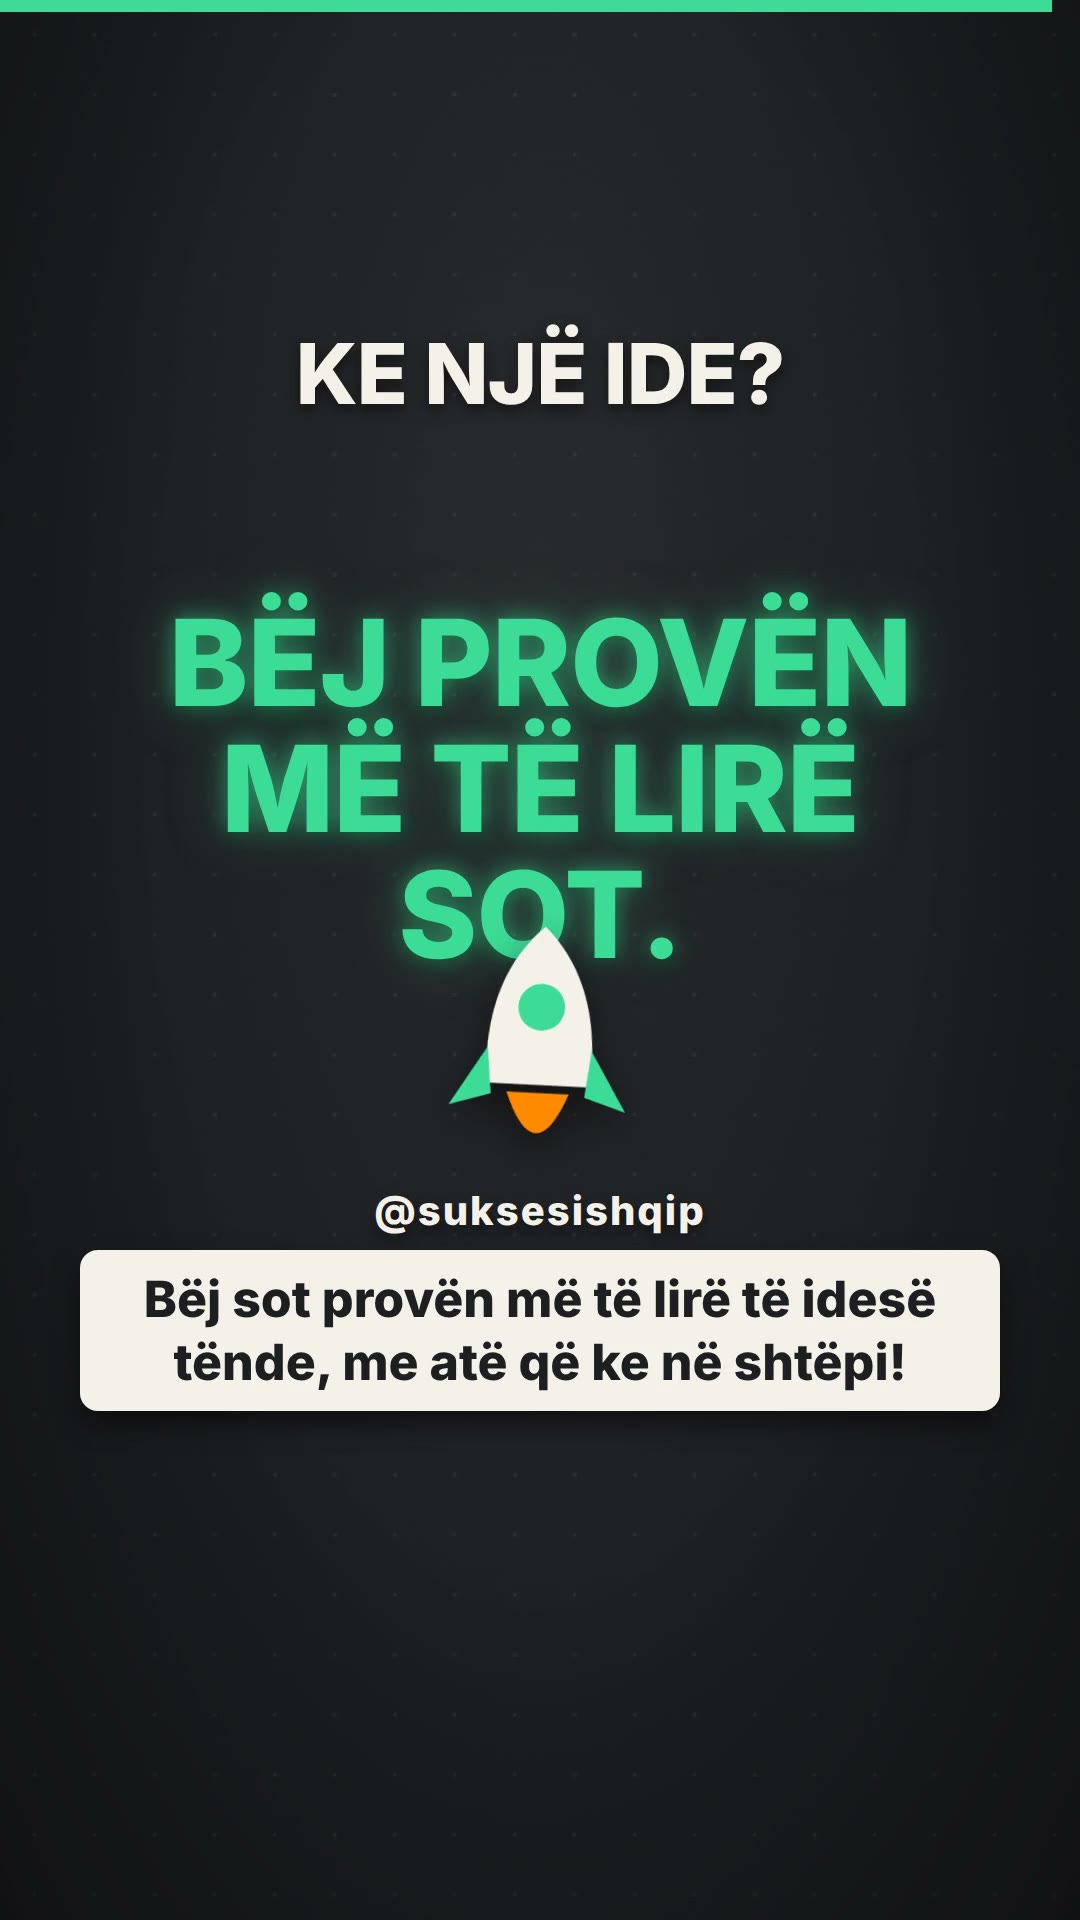 KE NJË IDE?
BËJ PROVËN
MË TË LIRË
SOT.
@suksesishqip
Bëj sot provën më të lirë të idesë
tënde, me atë që ke në shtëpi!